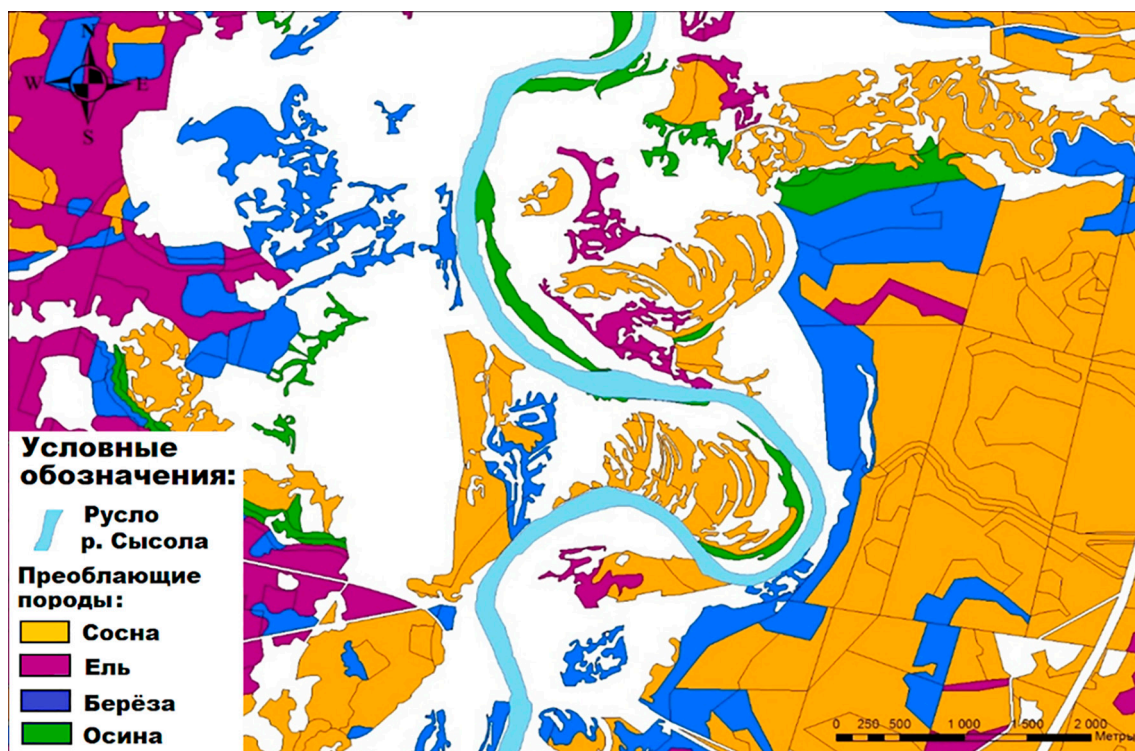 N
W E
S
Условные
обозначения:
Русло
р. Сысола
Преоблающие
породы:
Сосна
Ель
Берёза
Осина
0 250 500 1 000 1 500 2 000
Метры